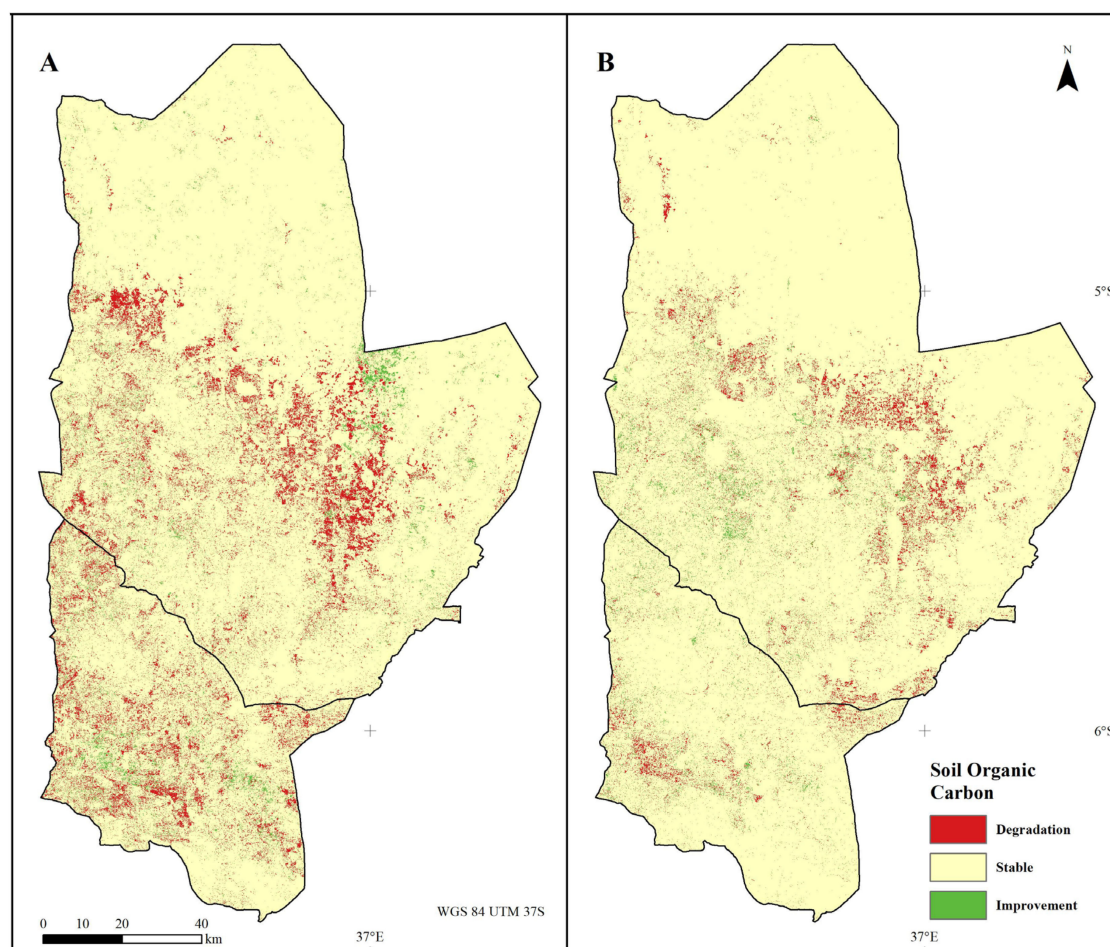 A
B
N
5°S
6°S
Soil Organic
Carbon
Degradation
Stable
Improvement
WGS 84 UTM 37S
0 10 20 40
km
37°E
37°E